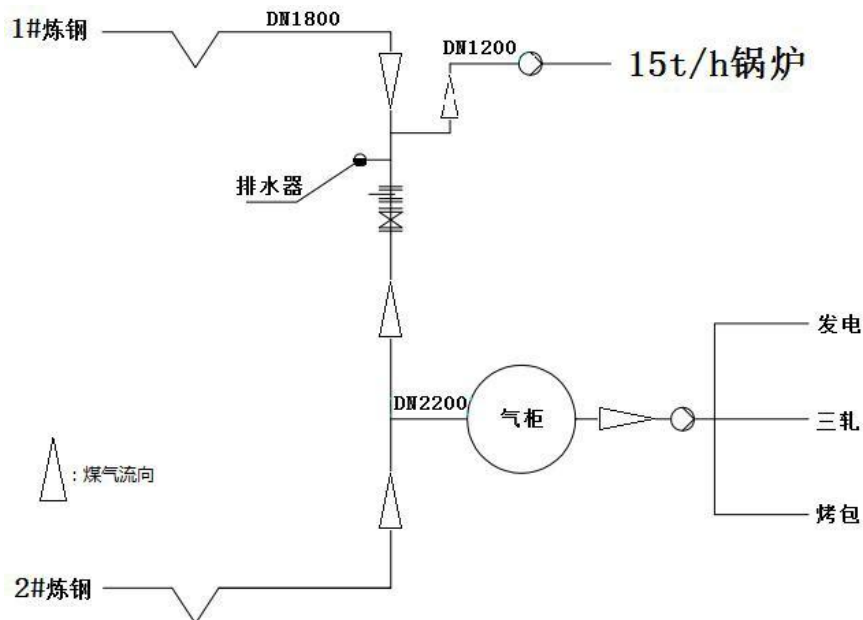 1#炼钢
DN1800
DN1200
15t/h锅炉
排水器
发电
DN2200
气柜
三轧
: 煤气流向
烤包
2#炼钢